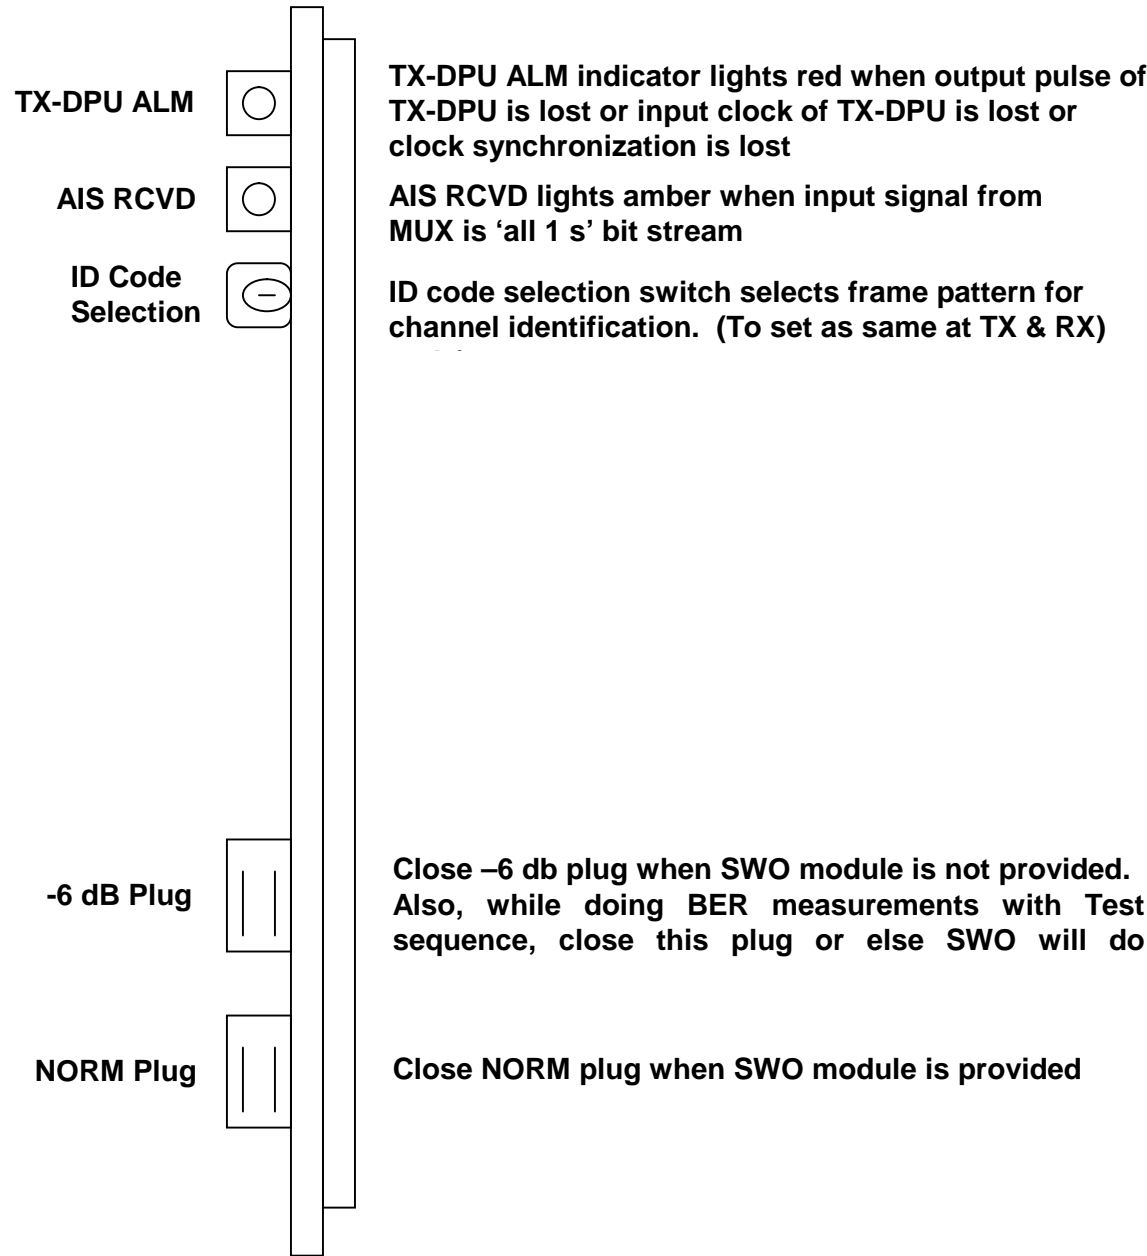 TX-DPU ALM
TX-DPU ALM indicator lights red when output pulse of
TX-DPU is lost or input clock of TX-DPU is lost or
clock synchronization is lost
AIS RCVD
AIS RCVD lights amber when input signal from
MUX is ‘all 1 s’ bit stream
ID Code
Selection
ID code selection switch selects frame pattern for
channel identification.  (To set as same at TX & RX)
-6 dB Plug
Close –6 db plug when SWO module is not provided.
Also, while doing BER measurements with Test
sequence, close this plug or else SWO will do
NORM Plug
Close NORM plug when SWO module is provided